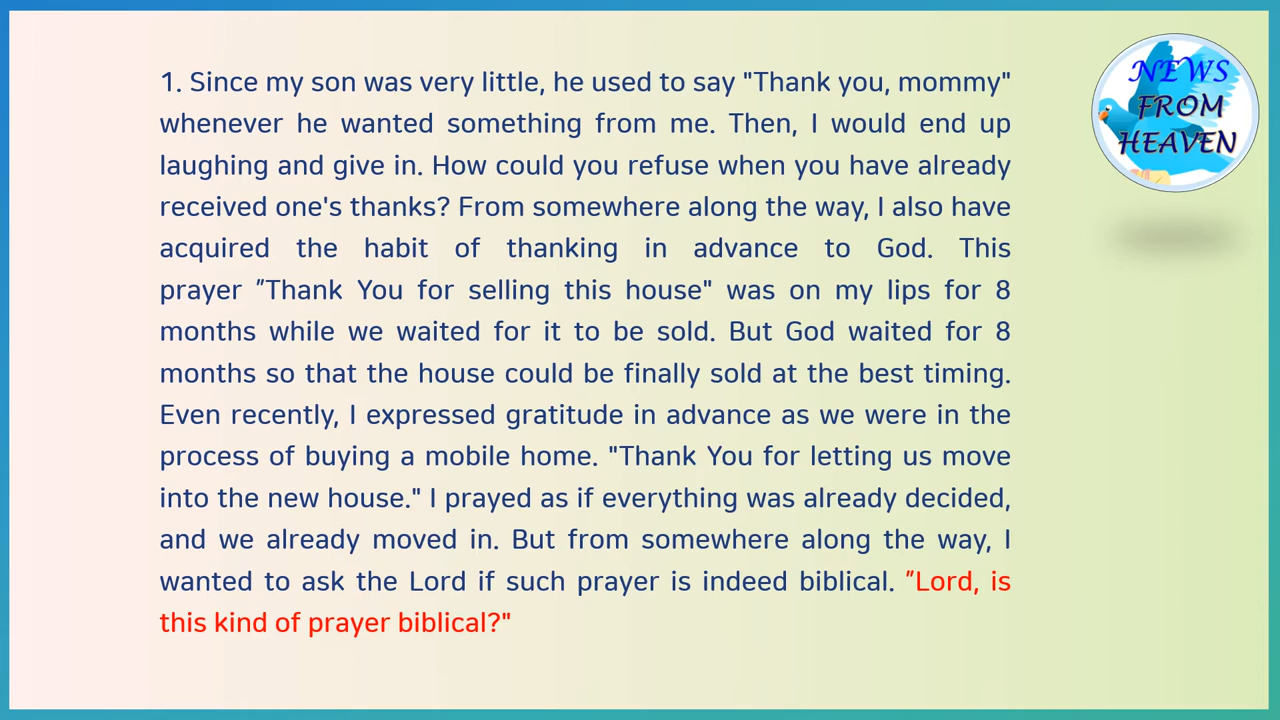 1. Since my son was very little, he used to say "Thank you, mommy"
whenever he wanted something from me. Then, I would end up
laughing and give in. How could you refuse when you have already
received one's thanks? From somewhere along the way, I also have
acquired the habit of thanking in advance to God. This
prayer "Thank You for selling this house" was on my lips for 8
months while we waited for it to be sold. But God waited for 8
months so that the house could be finally sold at the best timing.
Even recently, I expressed gratitude in advance as we were in the
process of buying a mobile home. "Thank You for letting us move
into the new house." I prayed as if everything was already decided,
and we already moved in. But from somewhere along the way, I
wanted to ask the Lord if such prayer is indeed biblical. "Lord, is
this kind of prayer biblical?"
NEWS
FROM
HEAVEN